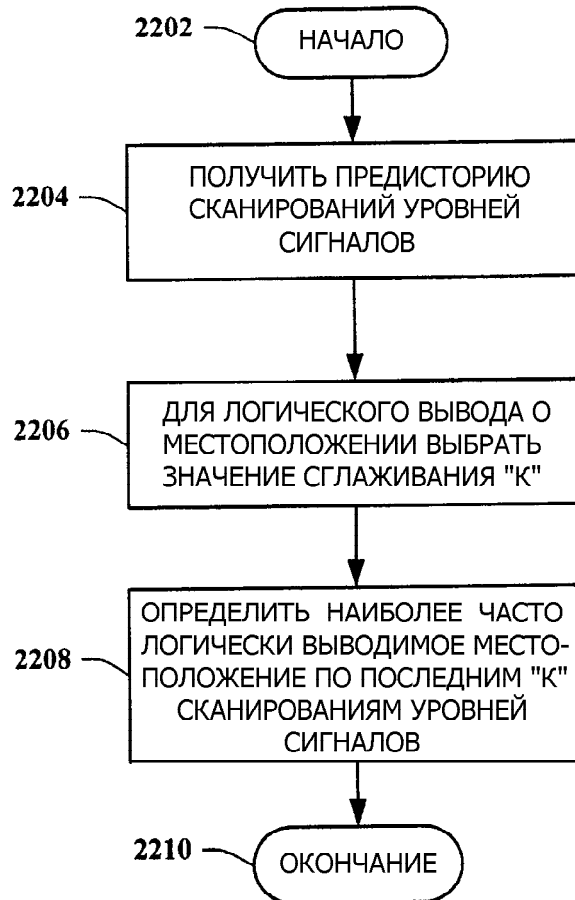 2202
НАЧАЛО
2204
ПОЛУЧИТЬ ПРЕДИСТОРИЮ
СКАНИРОВАНИЙ УРОВНЕЙ
СИГНАЛОВ
2206
ДЛЯ ЛОГИЧЕСКОГО ВЫВОДА О
МЕСТОПОЛОЖЕНИИ ВЫБРАТЬ
ЗНАЧЕНИЕ СГЛАЖИВАНИЯ "К"
2208
ОПРЕДЕЛИТЬ НАИБОЛЕЕ ЧАСТО
ЛОГИЧЕСКИ ВЫВОДИМОЕ МЕСТО-
ПОЛОЖЕНИЕ ПО ПОСЛЕДНИМ "К"
СКАНИРОВАНИЯМ УРОВНЕЙ
СИГНАЛОВ
2210
ОКОНЧАНИЕ